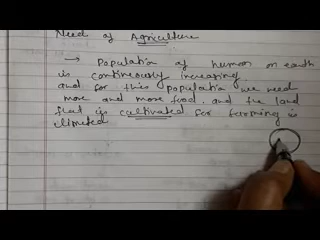 Need of Agriculture
→ Population of human on earth
is continuously increasing
and for this population we need
more and more food. and the land
that is cultivated for farming is
limited